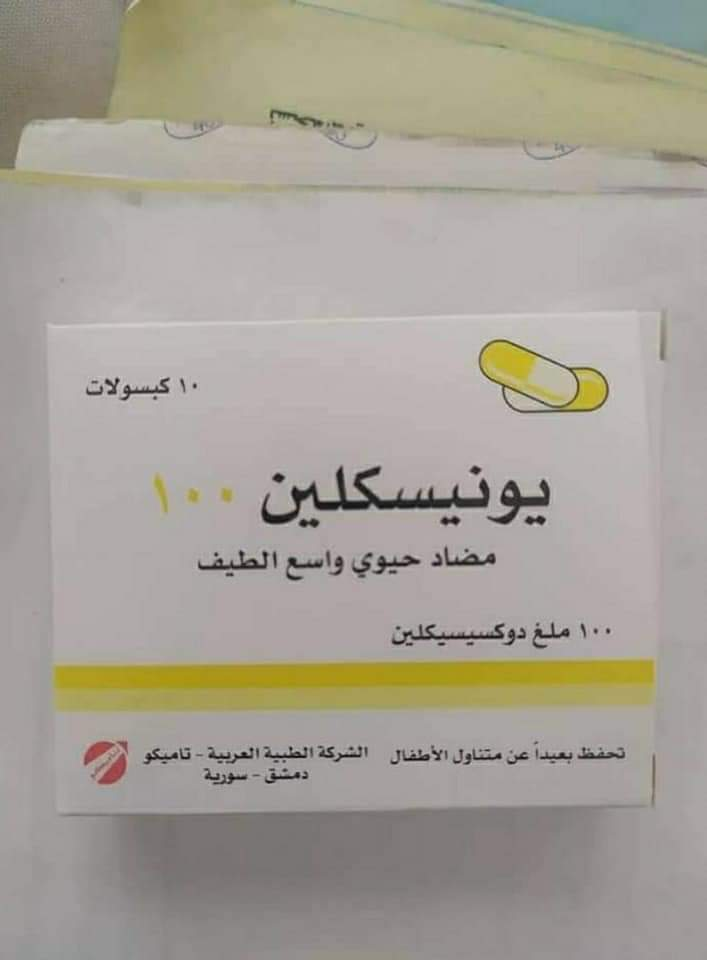 ١٠ كبسولات
يونيسكلين ١٠٠
مضاد حيوي واسع الطيف
١٠٠ ملغ دوكسيسيكلين
تحفظ بعيداً عن متناول الأطفال
الشركة الطبية العربية - تاميكو
دمشق - سورية